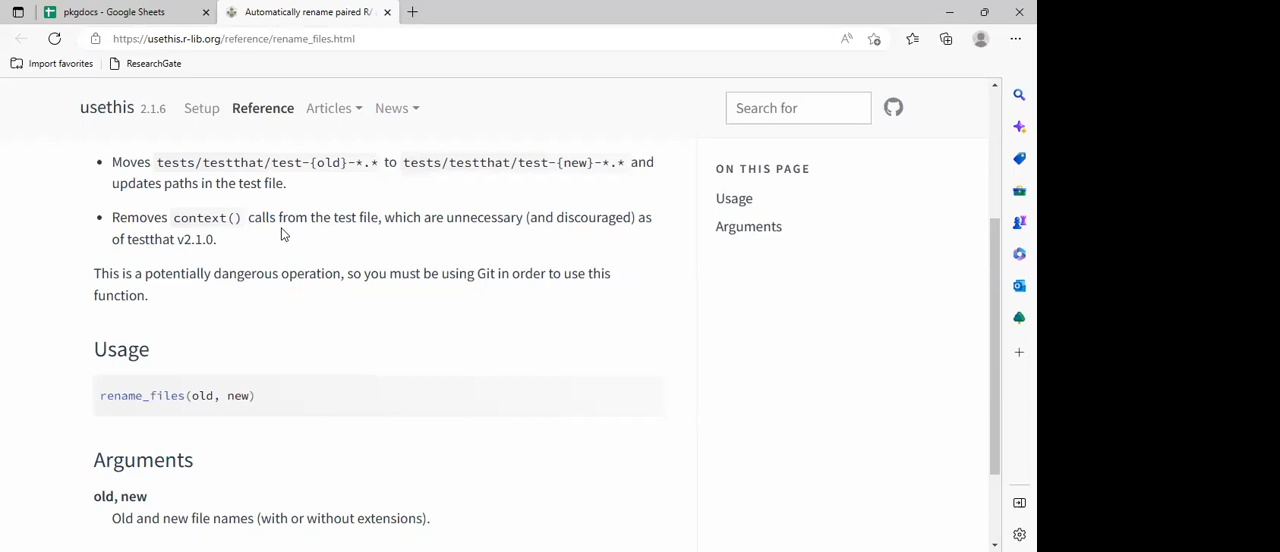 pkgdocs - Google Sheets
Automatically rename paired R/
https://usethis.r-lib.org/reference/rename_files.html
Import favorites
ResearchGate
usethis 2.1.6 Setup Reference Articles News
Search for
• Moves tests/testthat/test-{old}-*.* to tests/testthat/test-{new}-*.* and
updates paths in the test file.
• Removes context() calls from the test file, which are unnecessary (and discouraged) as
of testthat v2.1.0.
This is a potentially dangerous operation, so you must be using Git in order to use this
function.
Usage
rename_files(old, new)
Arguments
old, new
Old and new file names (with or without extensions).
ON THIS PAGE
Usage
Arguments